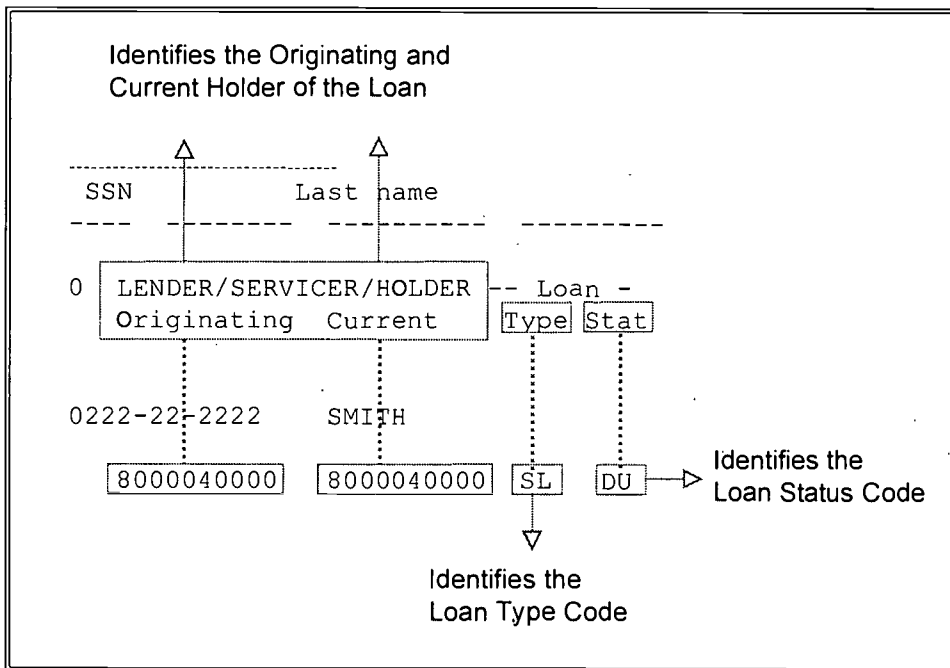 Identifies the Originating and
Current Holder of the Loan
SSN Last name
0 LENDER/SERVICER/HOLDER -- Loan -
Originating Current Type Stat
0222-22-2222 SMITH
8000040000 8000040000 SL DU
Identifies the
Loan Status Code
Identifies the
Loan Type Code